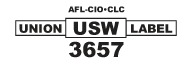 AFL-CIO•CLC
UNION USW LABEL
3657